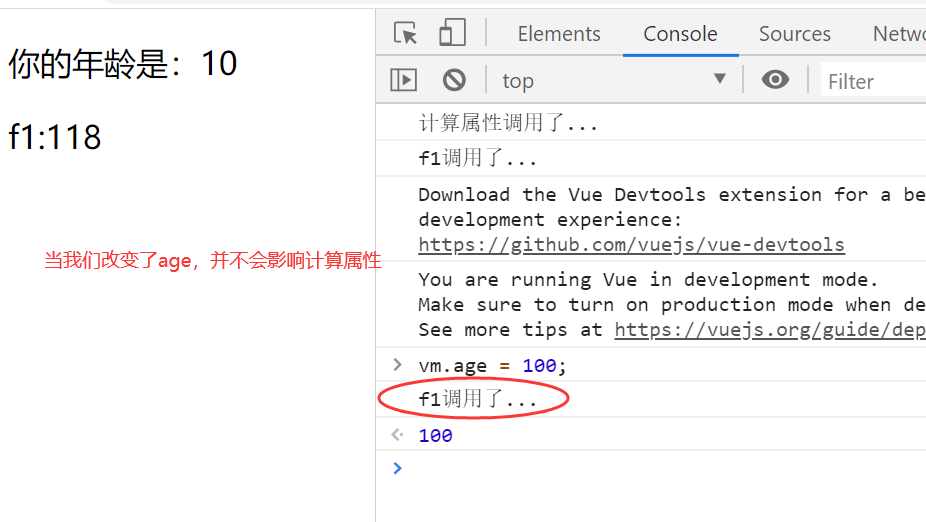 你的年龄是：10
f1:118
当我们改变了age，并不会影响计算属性
Elements Console Sources Netwo
top Filter
计算属性调用了...
f1调用了...
Download the Vue Devtools extension for a be
development experience:
https://github.com/vuejs/vue-devtools
You are running Vue in development mode.
Make sure to turn on production mode when de
See more tips at https://vuejs.org/guide/dep
> vm.age = 100;
f1调用了...
100